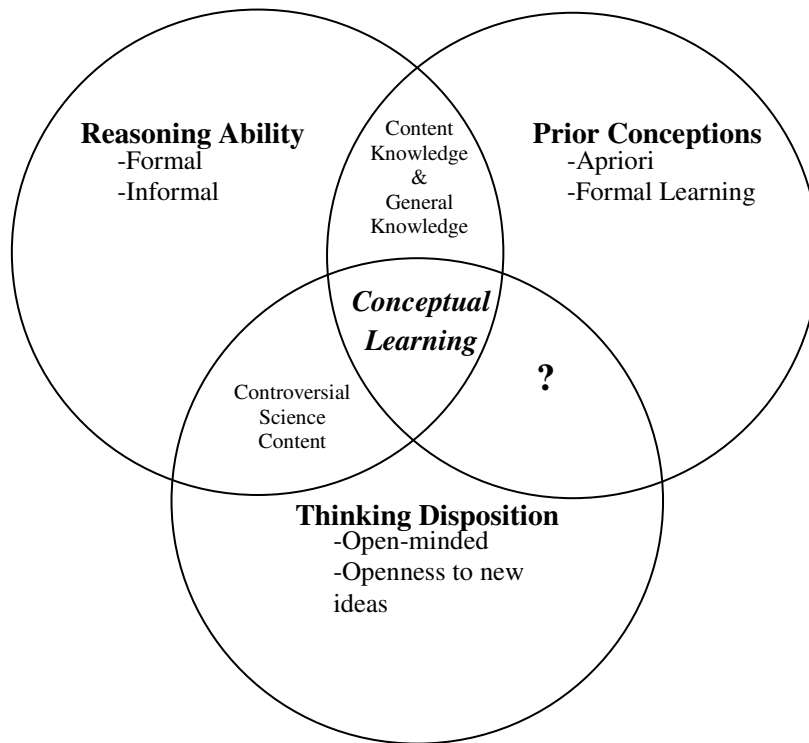 Reasoning Ability
-Formal
-Informal
Content
Knowledge
&
General
Knowledge
Prior Conceptions
-Apriori
-Formal Learning
Conceptual
Learning
?
Controversial
Science
Content
Thinking Disposition
-Open-minded
-Openness to new
ideas